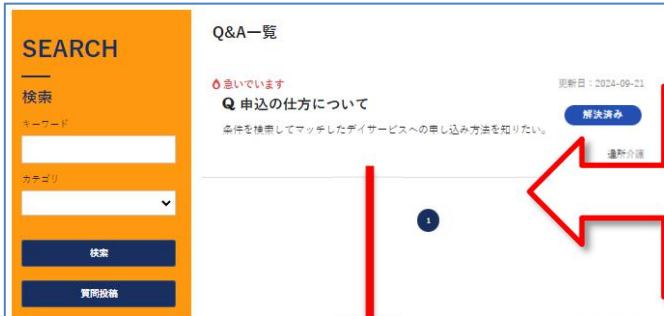 SEARCH
検索
キーワード
カテゴリ
検索
質問投稿
Q&A一覧
急いでいます
更新日：2024-09-21
Q 申込の仕方について
解決済み
条件を検索してマッチしたデイサービスへの申し込み方法を知りたい。
通所介護
1